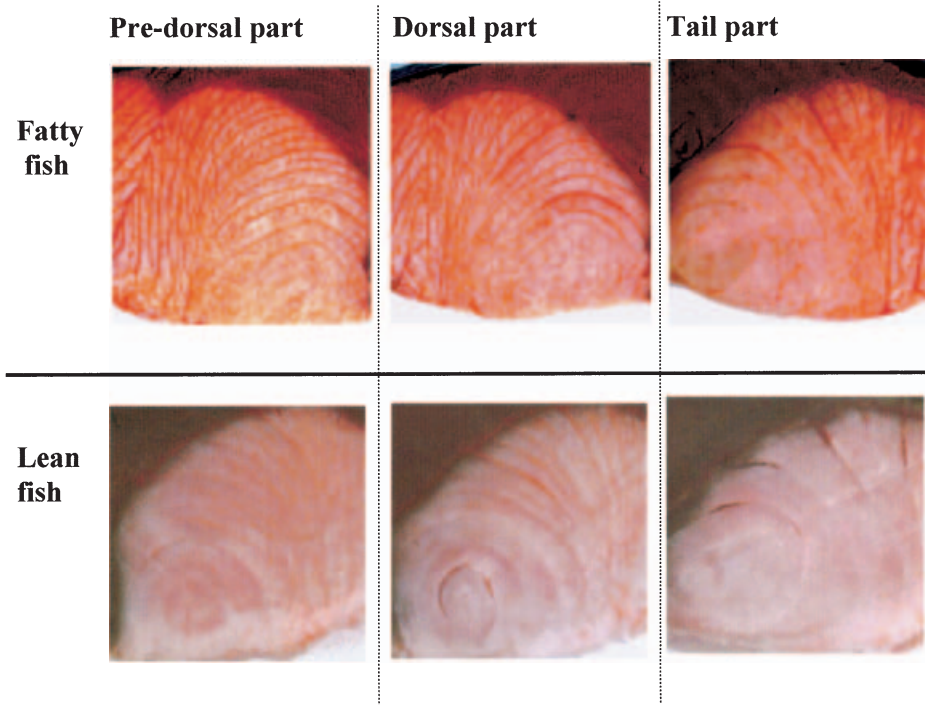 Pre-dorsal part
Dorsal part
Tail part
Fatty
fish
Lean
fish